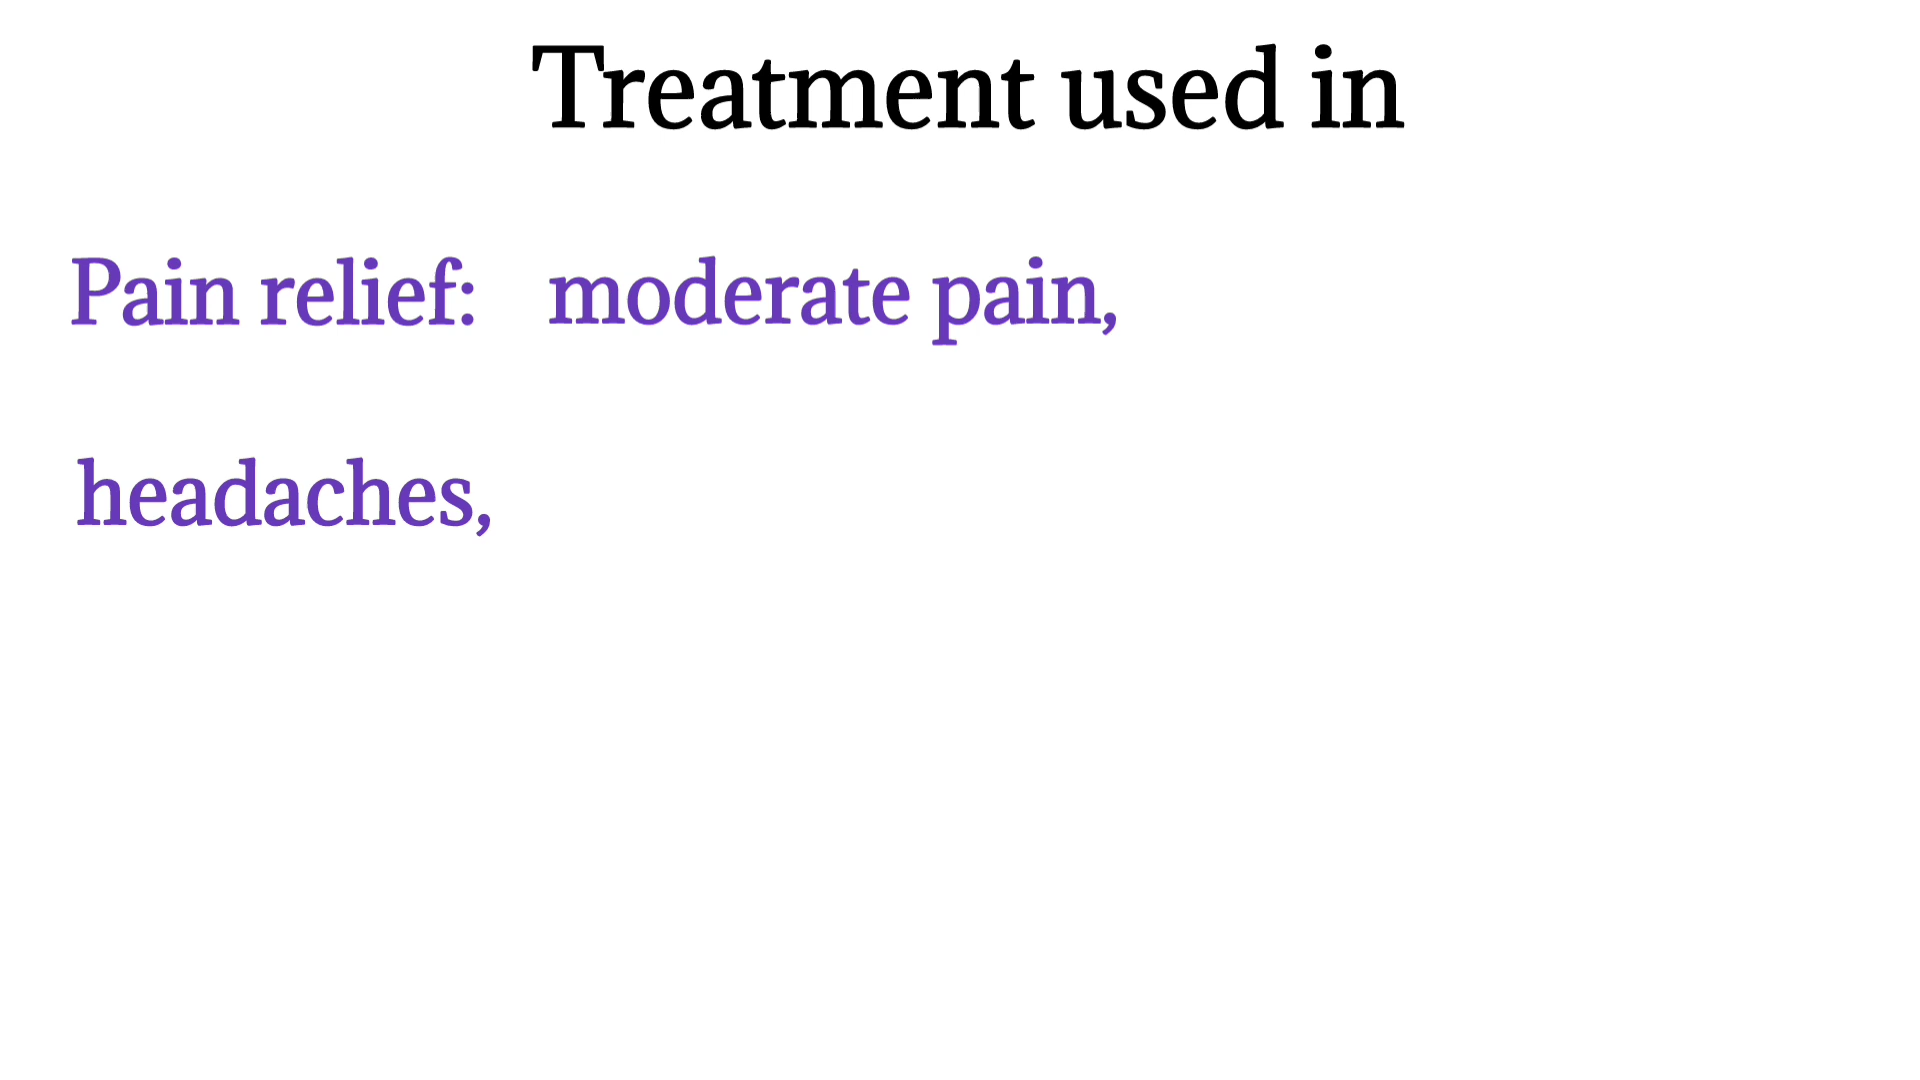 Treatment used in
Pain relief: moderate pain,
headaches,